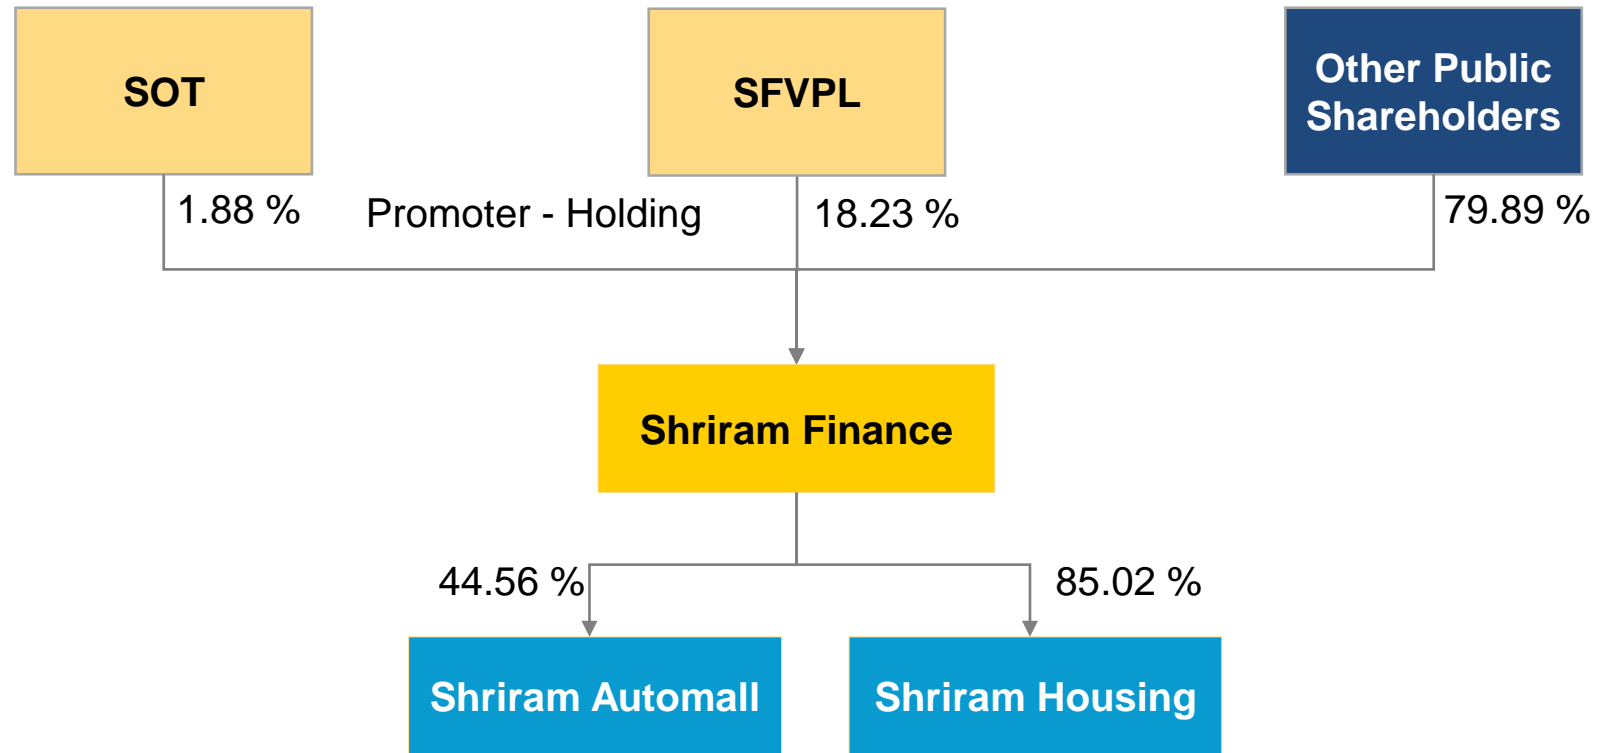 SOT
SFVPL
Other Public
Shareholders
1.88 %
Promoter - Holding
18.23 %
79.89 %
Shriram Finance
44.56 %
85.02 %
Shriram Automall
Shriram Housing